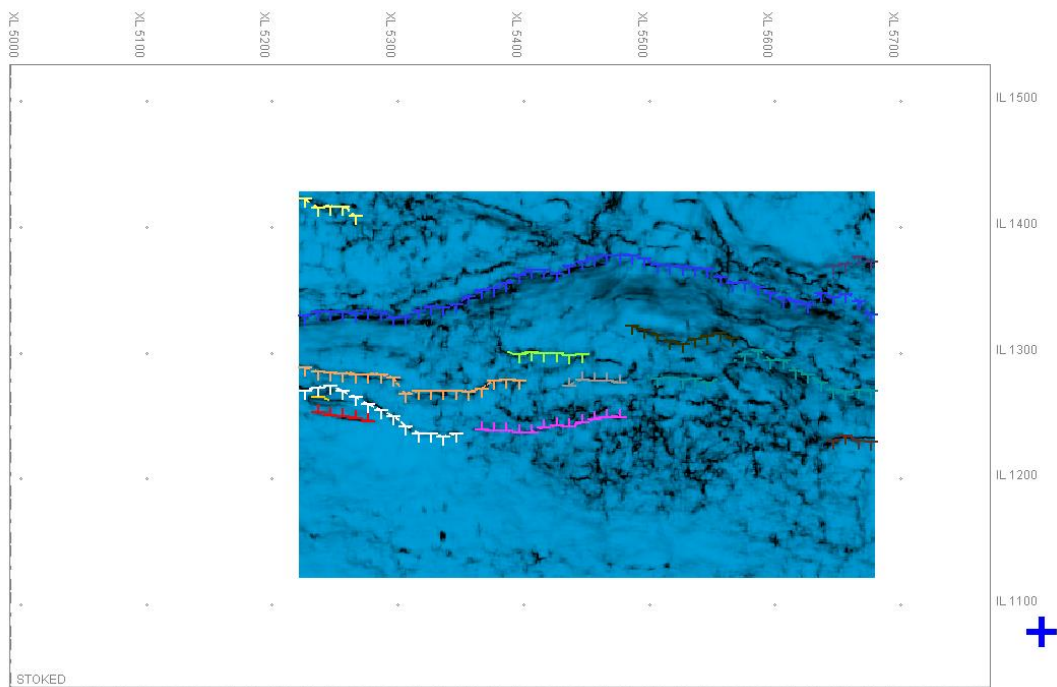 XL 5000
XL 5100
XL 5200
XL 5300
XL 5400
XL 5500
XL 5600
XL 5700
IL 1500
IL 1400
IL 1300
IL 1200
IL 1100
STOKED